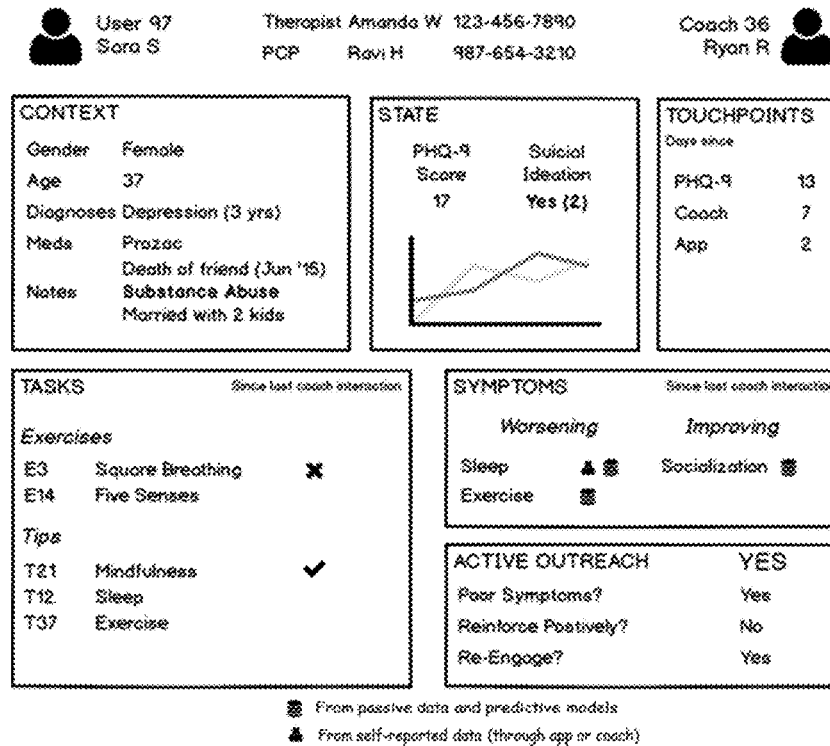 User 97 Therapist Amanda W 123-456-7890 Coach 36
Sara S PCP Ravi H 987-654-3210 Ryan R
CONTEXT
Gender Female
Age 37
Diagnoses Depression (3 yrs)
Meds Prozac
Death of friend (Jun '15)
Notes Substance Abuse
Married with 2 kids
STATE
PHQ-9 Suicial
Score Ideation
17 Yes (2)
TOUCHPOINTS
Days since
PHQ-9 13
Coach 7
App 2
TASKS Since last coach interaction
Exercises
E3 Square Breathing ✖
E14 Five Senses
Tips
T21 Mindfulness ✔
T12 Sleep
T37 Exercise
SYMPTOMS Since last coach interaction
Worsening Improving
Sleep Socialization
Exercise
ACTIVE OUTREACH YES
Poor Symptoms? Yes
Reinforce Postively? No
Re-Engage? Yes
From passive data and predictive models
From self-reported data (through app or coach)